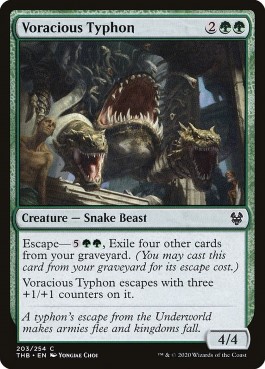 Voracious Typhon 2
Creature — Snake Beast
Escape—5, Exile four other cards
from your graveyard. (You may cast this
card from your graveyard for its escape cost.)
Voracious Typhon escapes with three
+1/+1 counters on it.
A typhon's escape from the Underworld
makes armies flee and kingdoms fall.
4/4
203/254 C
THB • EN YONGJAE CHOI
™ & © 2020 Wizards of the Coast